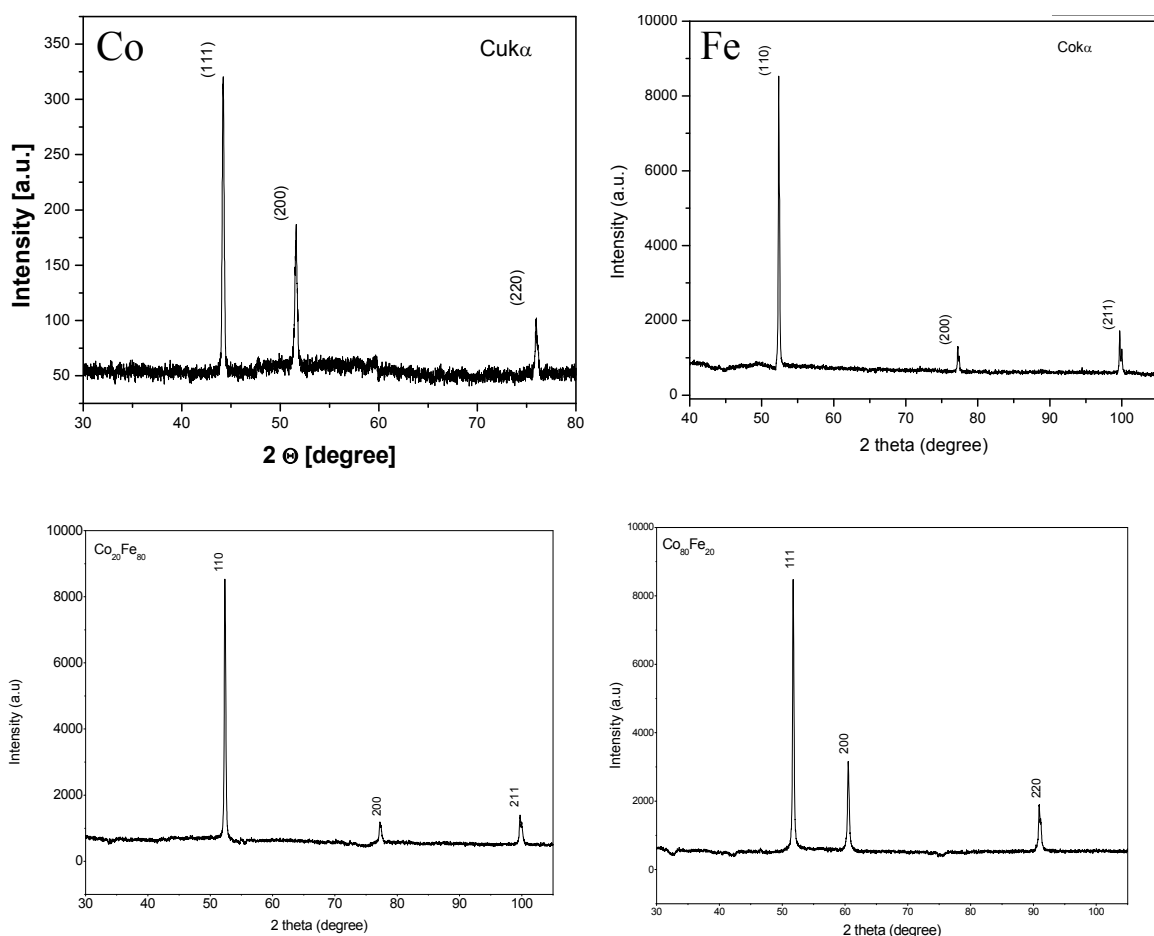 Co
Cukα
(111)
(200)
(220)
350
300
250
200
150
100
50
30 40 50 60 70 80
Intensity [a.u.]
2 Θ [degree]
Fe
Cokα
(110)
(200)
(211)
10000
8000
6000
4000
2000
0
40 50 60 70 80 90 100
Intensity (a.u.)
2 theta (degree)
Co20Fe80
110
200
211
10000
8000
6000
4000
2000
0
30 40 50 60 70 80 90 100
Intensity (a.u)
2 theta (degree)
Co80Fe20
111
200
220
10000
8000
6000
4000
2000
0
30 40 50 60 70 80 90 100
Intensity (a.u)
2 theta (degree)